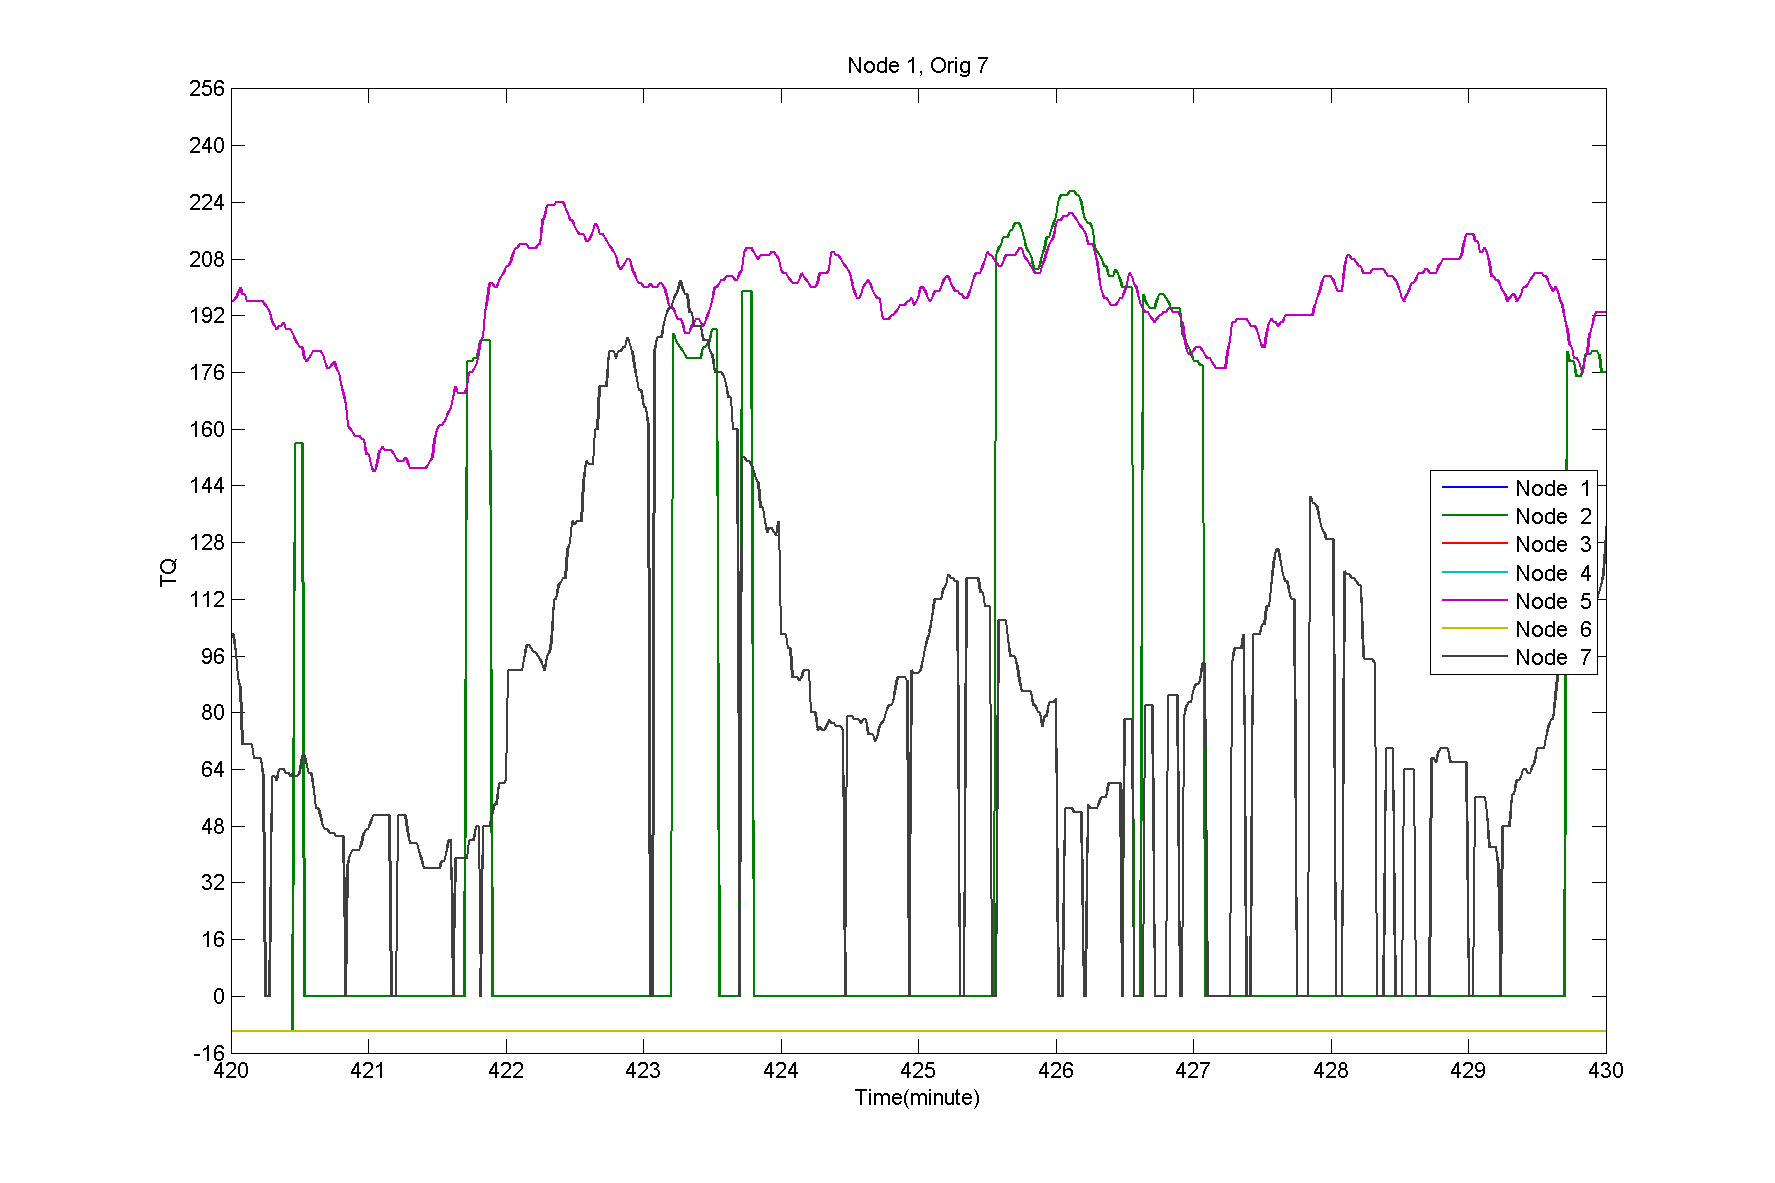 Node 1, Orig 7
256
240
224
208
192
176
160
144
128
112
96
80
64
48
32
16
0
-16
TQ
420 421 422 423 424 425 426 427 428 429 430
Time(minute)
Node 1
Node 2
Node 3
Node 4
Node 5
Node 6
Node 7